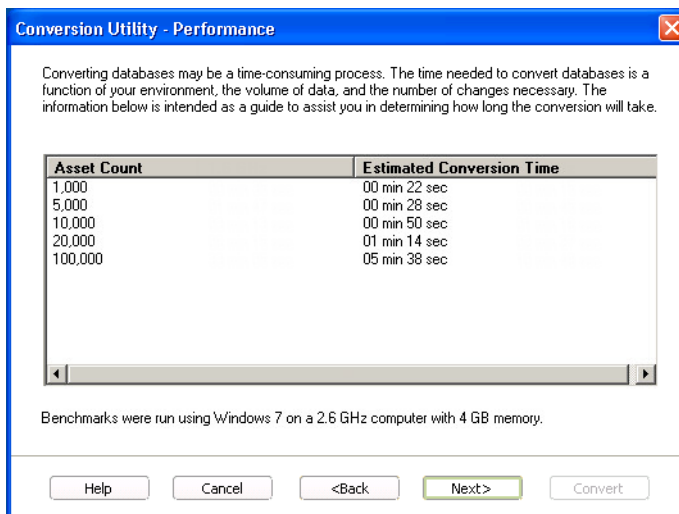 Conversion Utility - Performance
Converting databases may be a time-consuming process. The time needed to convert databases is a
function of your environment, the volume of data, and the number of changes necessary. The
information below is intended as a guide to assist you in determining how long the conversion will take.
Asset Count Estimated Conversion Time
1,000 00 min 22 sec
5,000 00 min 28 sec
10,000 00 min 50 sec
20,000 01 min 14 sec
100,000 05 min 38 sec
Benchmarks were run using Windows 7 on a 2.6 GHz computer with 4 GB memory.
Help Cancel <Back Next> Convert